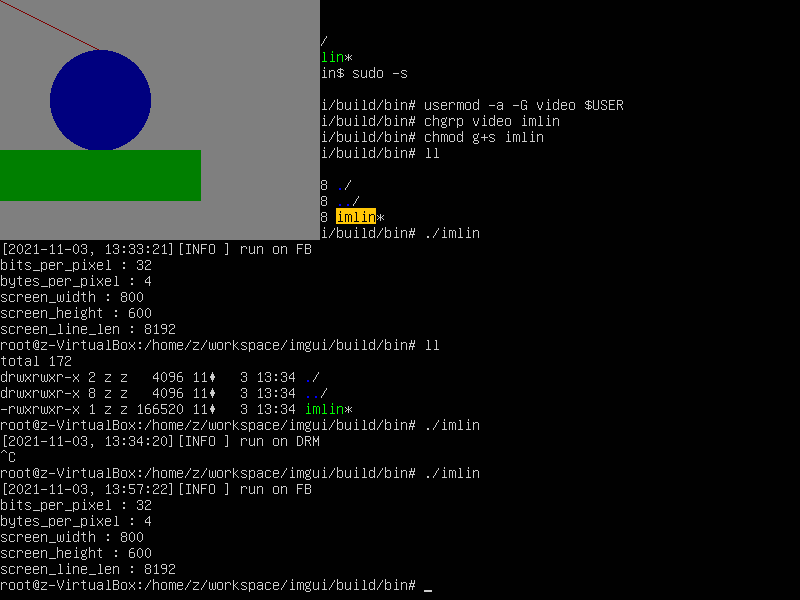 /
lin*
in$ sudo -s
i/build/bin# usermod -a -G video $USER
i/build/bin# chgrp video imlin
i/build/bin# chmod g+s imlin
i/build/bin# ll
8 ./
8 ../
8 imlin*
i/build/bin# ./imlin
[2021-11-03, 13:33:21][INFO ] run on FB
bits_per_pixel : 32
bytes_per_pixel : 4
screen_width : 800
screen_height : 600
screen_line_len : 8192
root@z-VirtualBox:/home/z/workspace/imgui/build/bin# ll
total 172
drwxrwxr-x 2 z z   4096 11♦   3 13:34 ./
drwxrwxr-x 8 z z   4096 11♦   3 13:34 ../
-rwxrwxr-x 1 z z 166520 11♦   3 13:34 imlin*
root@z-VirtualBox:/home/z/workspace/imgui/build/bin# ./imlin
[2021-11-03, 13:34:20][INFO ] run on DRM
^C
root@z-VirtualBox:/home/z/workspace/imgui/build/bin# ./imlin
[2021-11-03, 13:57:22][INFO ] run on FB
bits_per_pixel : 32
bytes_per_pixel : 4
screen_width : 800
screen_height : 600
screen_line_len : 8192
root@z-VirtualBox:/home/z/workspace/imgui/build/bin# _